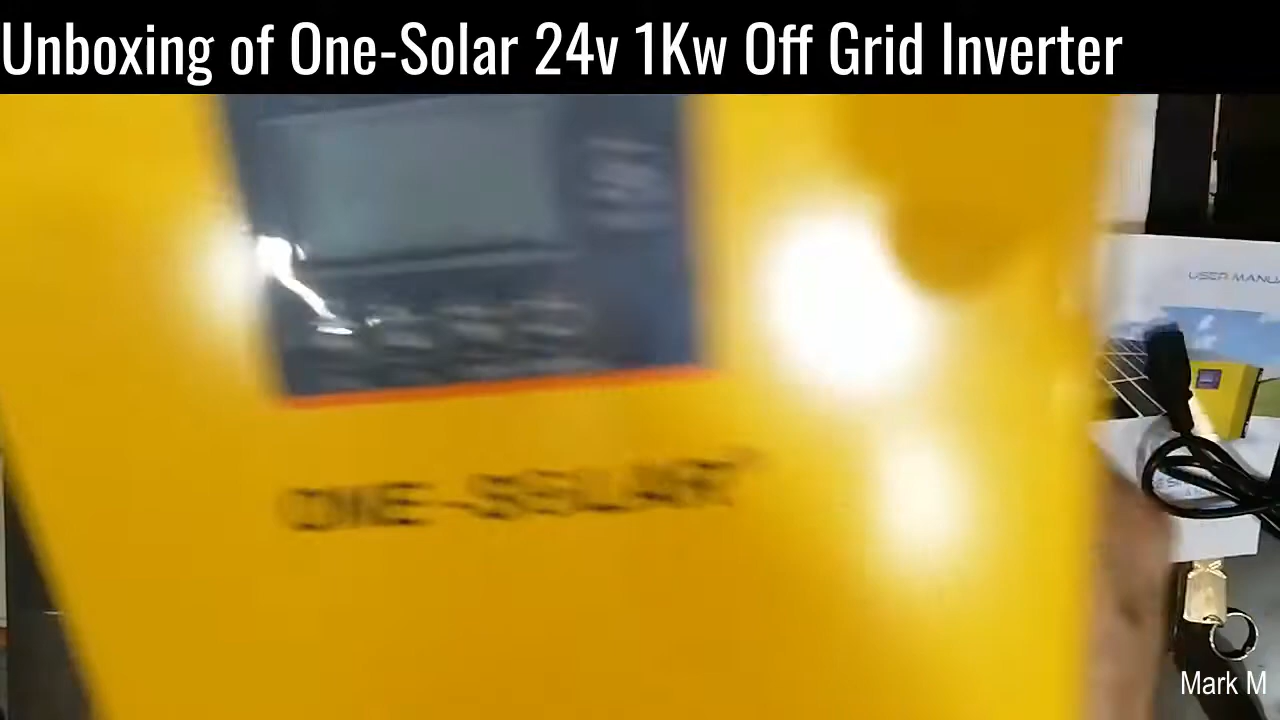 Unboxing of One-Solar 24v 1Kw Off Grid Inverter
USER MANU
ONE-SOLAR
Mark M